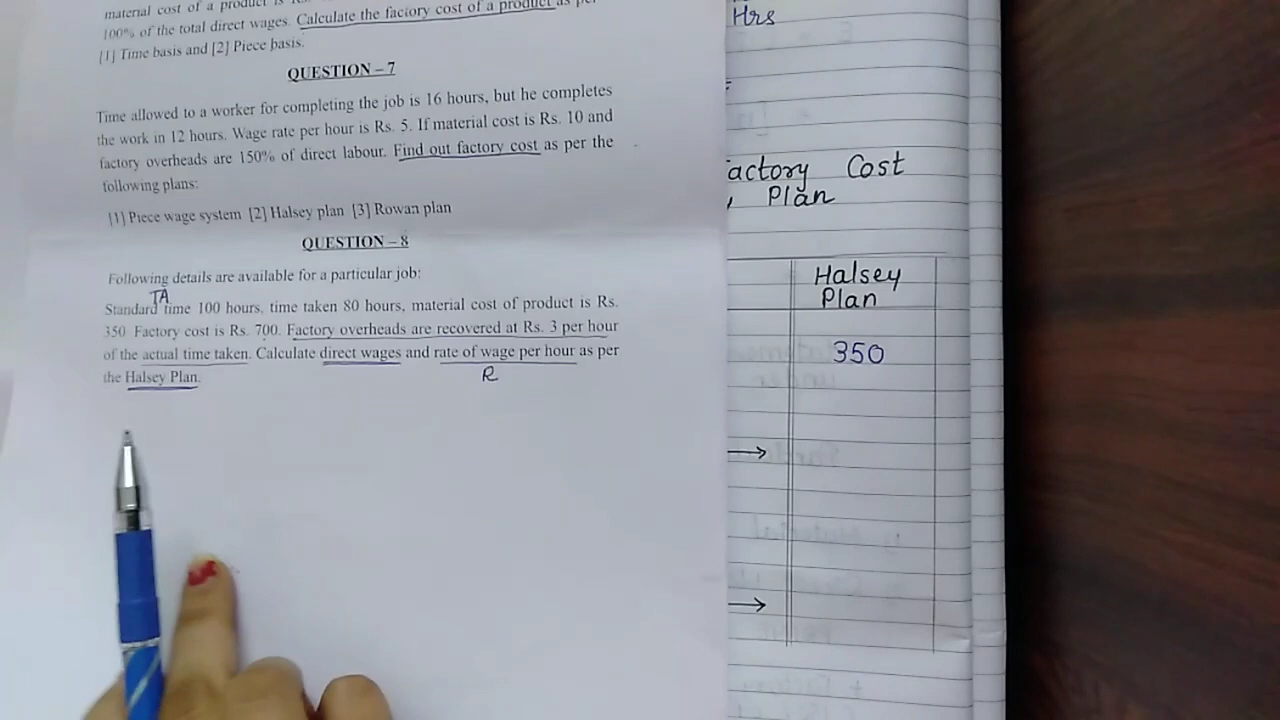 material cost of a product is
100% of the total direct wages. Calculate the factory cost of a product as per
[1] Time basis and [2] Piece basis.
QUESTION – 7
Time allowed to a worker for completing the job is 16 hours, but he completes
the work in 12 hours. Wage rate per hour is Rs. 5. If material cost is Rs. 10 and
factory overheads are 150% of direct labour. Find out factory cost as per the
following plans:
[1] Piece wage system [2] Halsey plan [3] Rowan plan
QUESTION – 8
Following details are available for a particular job:
TA
Standard time 100 hours, time taken 80 hours, material cost of product is Rs.
350 Factory cost is Rs. 700. Factory overheads are recovered at Rs. 3 per hour
of the actual time taken. Calculate direct wages and rate of wage per hour as per
the Halsey Plan.
R
Hrs
actory Cost
, Plan
Halsey
Plan
350